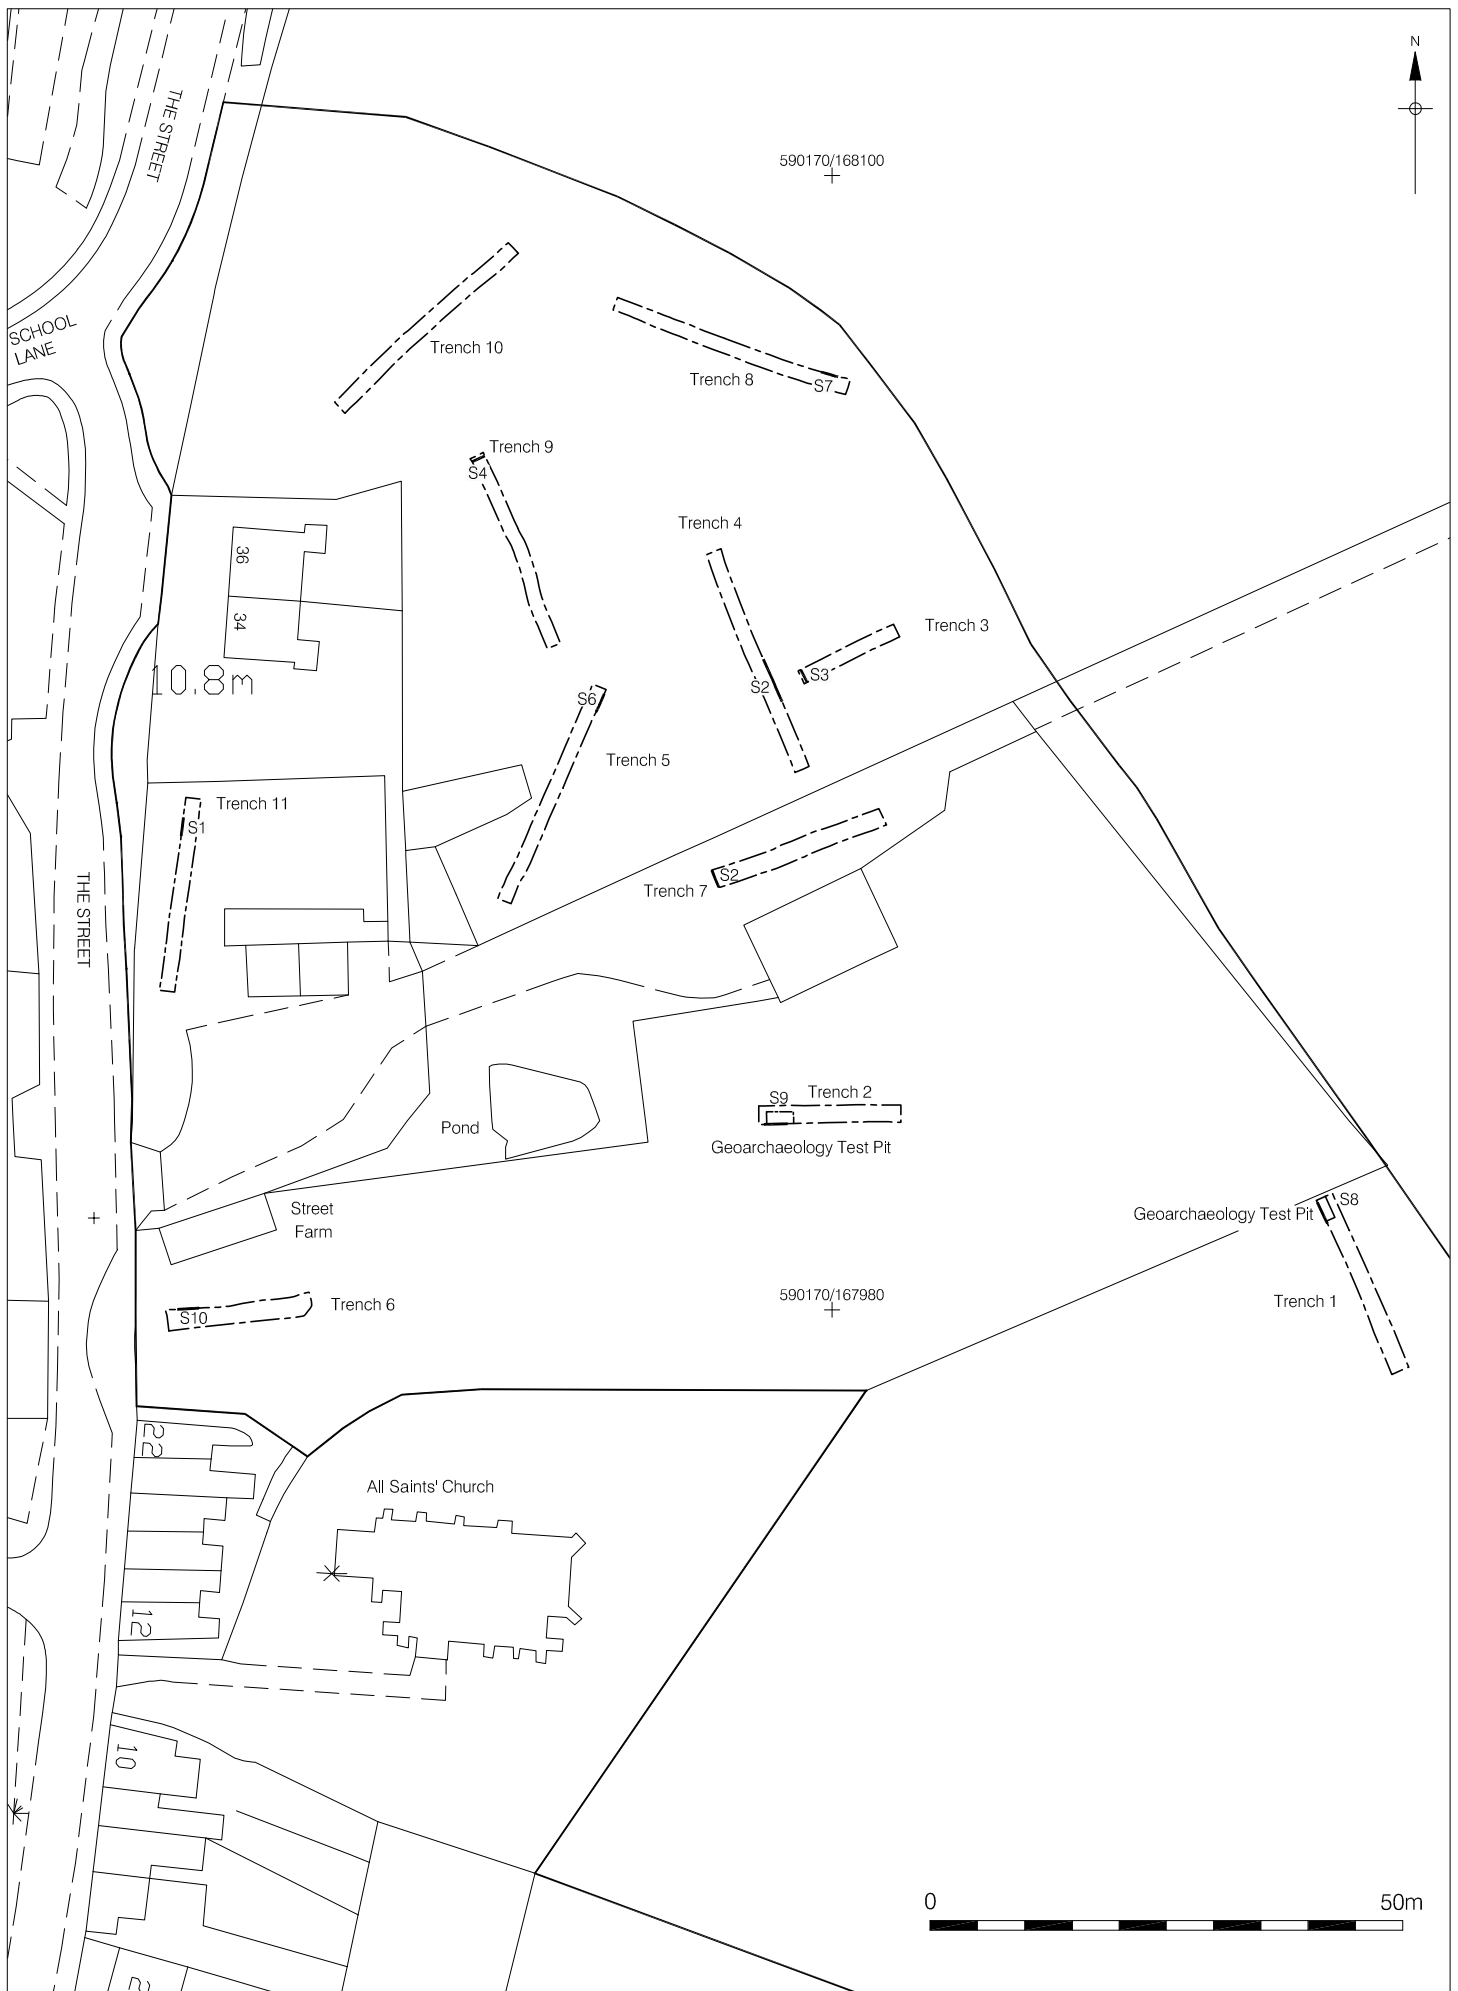 N
THE STREET
590170/168100
SCHOOL
LANE
Trench 10
Trench 8
S7
Trench 9
S4
Trench 4
36
34
10.8m
Trench 3
S3
S2
S6
Trench 5
Trench 11
S1
THE STREET
S2
Trench 7
S9
Trench 2
Pond
Geoarchaeology Test Pit
Street
Farm
S8
Geoarchaeology Test Pit
590170/167980
Trench 1
Trench 6
S10
22
All Saints' Church
12
10
0
50m
2